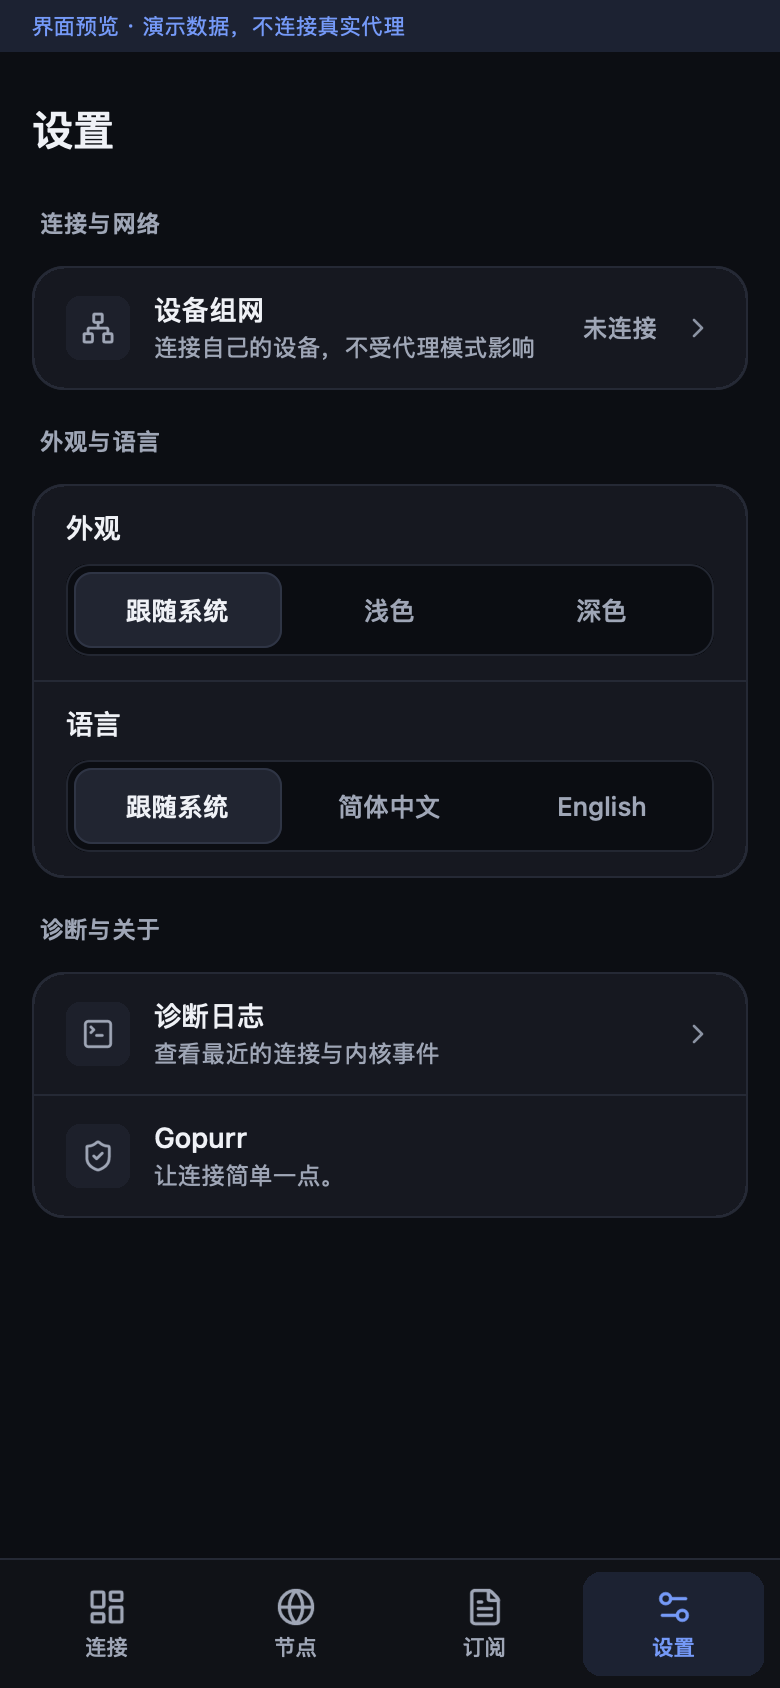 界面预览 · 演示数据，不连接真实代理
设置
连接与网络
设备组网
连接自己的设备，不受代理模式影响
未连接
外观与语言
外观
跟随系统 浅色 深色
语言
跟随系统 简体中文 English
诊断与关于
诊断日志
查看最近的连接与内核事件
Gopurr
让连接简单一点。
连接 节点 订阅 设置